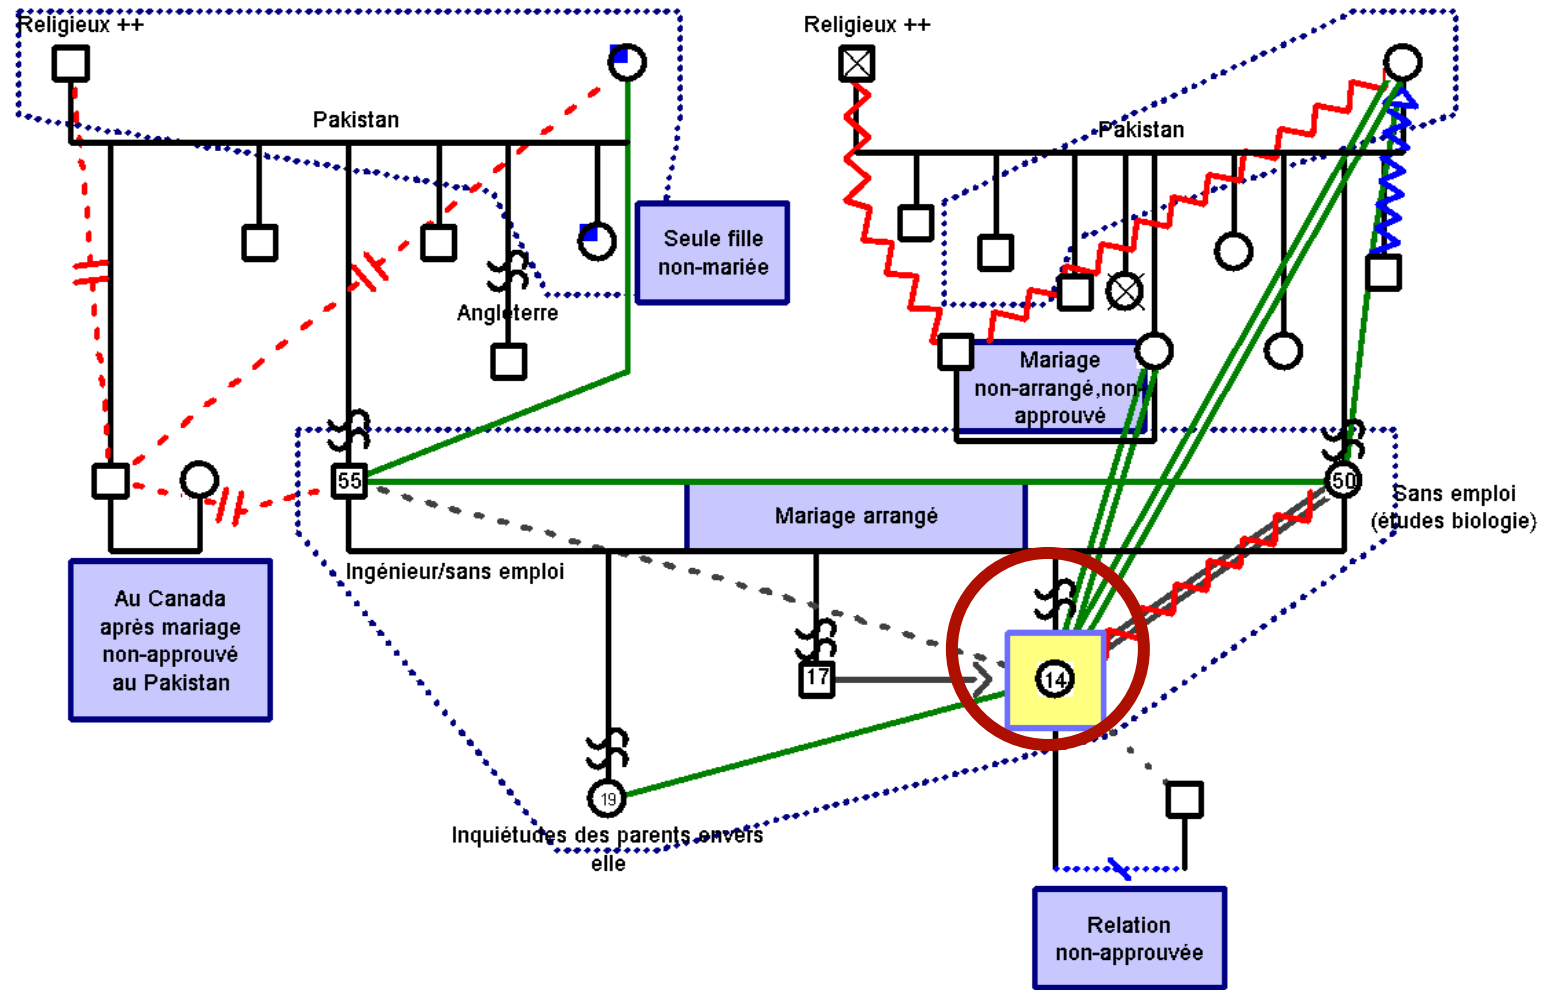 Religieux ++
Religieux ++
Pakistan
Pakistan
Seule fille
non-mariée
Angleterre
Mariage
non-arrangé,non-
approuvé
55
50
Mariage arrangé
Sans emploi
(études biologie)
Ingénieur/sans emploi
Au Canada
après mariage
non-approuvé
au Pakistan
17
14
19
Inquiétudes des parents envers
elle
Relation
non-approuvée